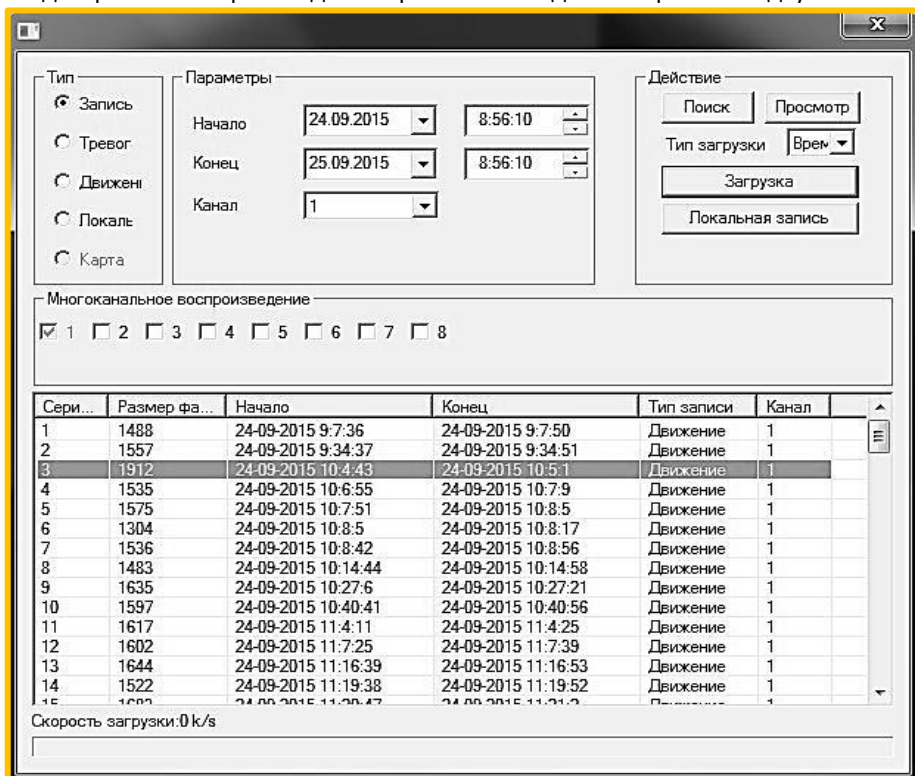 Тип
Запись
Тревог
Движені
Локаль
Карта
Параметры
Начало 24.09.2015 8:56:10
Конец 25.09.2015 8:56:10
Канал 1
Действие
Поиск Просмотр
Тип загрузки Врем
Загрузка
Локальная запись
Многоканальное воспроизведение
1 2 3 4 5 6 7 8
Сери... Размер фа... Начало Конец Тип записи Канал
1 1488 24-09-2015 9:7:36 24-09-2015 9:7:50 Движение 1
2 1557 24-09-2015 9:34:37 24-09-2015 9:34:51 Движение 1
3 1912 24-09-2015 10:4:43 24-09-2015 10:5:1 Движение 1
4 1535 24-09-2015 10:6:55 24-09-2015 10:7:9 Движение 1
5 1575 24-09-2015 10:7:51 24-09-2015 10:8:5 Движение 1
6 1304 24-09-2015 10:8:5 24-09-2015 10:8:17 Движение 1
7 1536 24-09-2015 10:8:42 24-09-2015 10:8:56 Движение 1
8 1483 24-09-2015 10:14:44 24-09-2015 10:14:58 Движение 1
9 1635 24-09-2015 10:27:6 24-09-2015 10:27:21 Движение 1
10 1597 24-09-2015 10:40:41 24-09-2015 10:40:56 Движение 1
11 1617 24-09-2015 11:4:11 24-09-2015 11:4:25 Движение 1
12 1602 24-09-2015 11:7:25 24-09-2015 11:7:39 Движение 1
13 1644 24-09-2015 11:16:39 24-09-2015 11:16:53 Движение 1
14 1522 24-09-2015 11:19:38 24-09-2015 11:19:52 Движение 1
Скорость загрузки:0 k/s